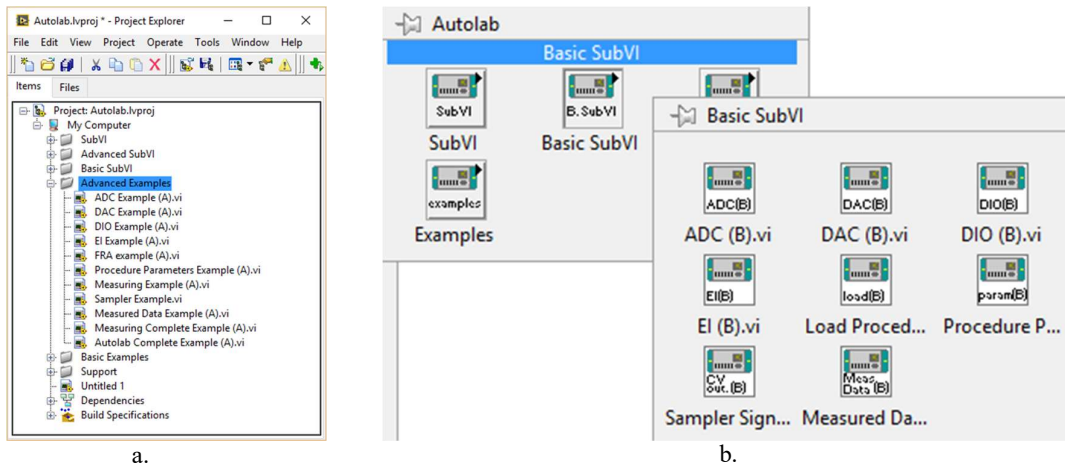 Autolab.lvproj * - Project Explorer
File Edit View Project Operate Tools Window Help
Items Files
Project: Autolab.lvproj
My Computer
SubVI
Advanced SubVI
Basic SubVI
Advanced Examples
ADC Example (A).vi
DAC Example (A).vi
DIO Example (A).vi
EI Example (A).vi
FRA example (A).vi
Procedure Parameters Example (A).vi
Measuring Example (A).vi
Sampler Example.vi
Measured Data Example (A).vi
Measuring Complete Example (A).vi
Autolab Complete Example (A).vi
Basic Examples
Support
Untitled 1
Dependencies
Build Specifications
a.
Autolab
Basic SubVI
SubVI B. SubVI
SubVI Basic SubVI
examples
Examples
Basic SubVI
ADC(B) DAC(B) DIO(B)
ADC (B).vi DAC (B).vi DIO (B).vi
EI(B) load(B) param(B)
EI (B).vi Load Proced... Procedure P...
CV Meas
out. (B) Data (B)
Sampler Sign... Measured Da...
b.